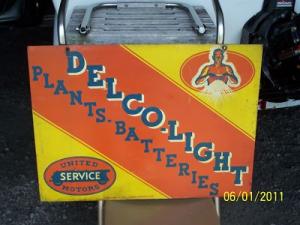 DELCO-LIGHT
PLANTS-BATTERIES
UNITED
SERVICE
MOTORS
06/01/2011